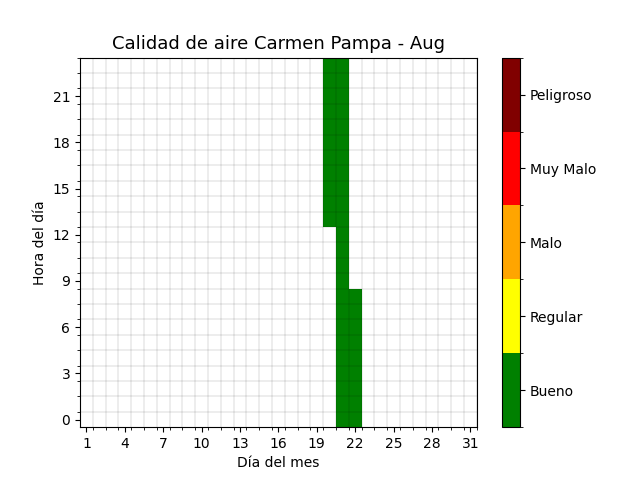 Calidad de aire Carmen Pampa - Aug
Hora del día
21
18
15
12
9
6
3
0
1 4 7 10 13 16 19 22 25 28 31
Día del mes
Peligroso
Muy Malo
Malo
Regular
Bueno